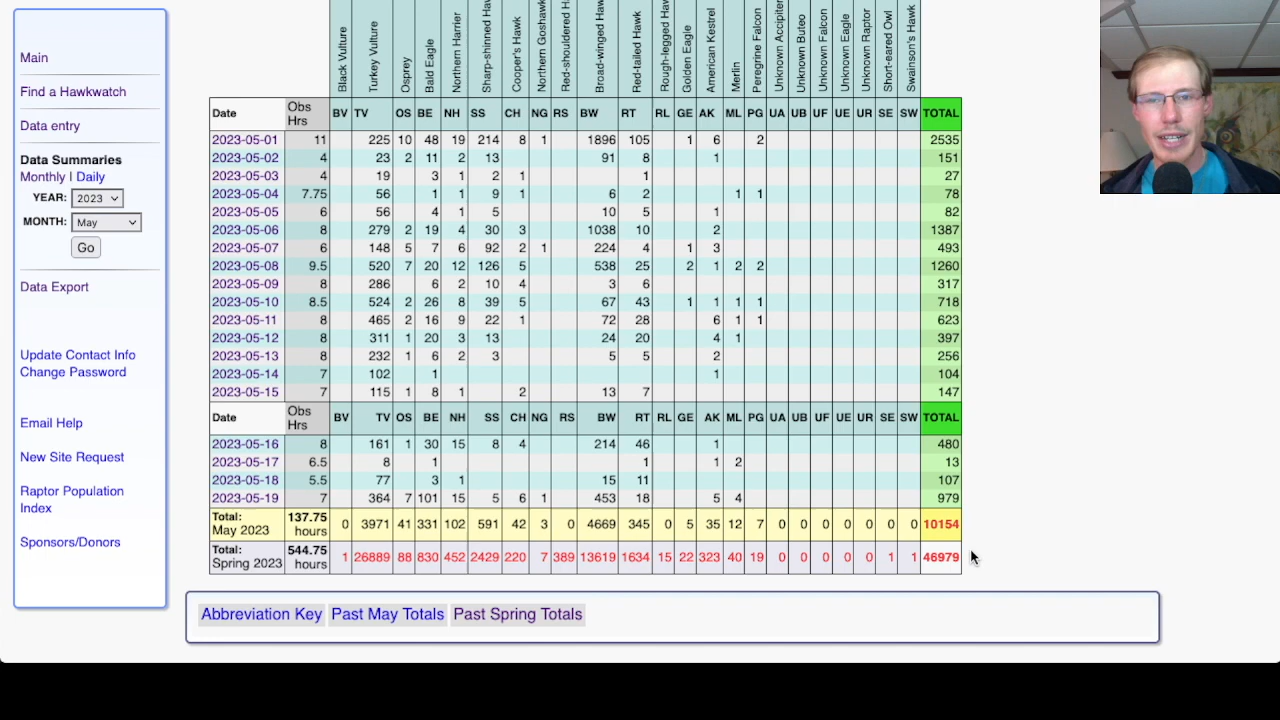 Main
Find a Hawkwatch
Data entry
Data Summaries
Monthly | Daily
YEAR: 2023
MONTH: May
Go
Data Export
Update Contact Info
Change Password
Email Help
New Site Request
Raptor Population
Index
Sponsors/Donors
Black Vulture Turkey Vulture Osprey Bald Eagle Northern Harrier Sharp-shinned Haw Cooper's Hawk Northern Goshawk Red-shouldered H Broad-winged Haw Red-tailed Hawk Rough-legged Haw Golden Eagle American Kestrel Merlin Peregrine Falcon Unknown Accipiter Unknown Buteo Unknown Falcon Unknown Eagle Unknown Raptor Short-eared Owl Swainson's Hawk
Date Obs Hrs BV TV OS BE NH SS CH NG RS BW RT RL GE AK ML PG UA UB UF UE UR SE SW TOTAL
2023-05-01 11 225 10 48 19 214 8 1 1896 105 1 6 2 2535
2023-05-02 4 23 2 11 2 13 91 8 1 151
2023-05-03 4 19 3 1 2 1 1 27
2023-05-04 7.75 56 1 1 9 1 6 2 1 1 78
2023-05-05 6 56 4 1 5 10 5 1 82
2023-05-06 8 279 2 19 4 30 3 1038 10 2 1387
2023-05-07 6 148 5 7 6 92 2 1 224 4 1 3 493
2023-05-08 9.5 520 7 20 12 126 5 538 25 2 1 2 2 1260
2023-05-09 8 286 6 2 10 4 3 6 317
2023-05-10 8.5 524 2 26 8 39 5 67 43 1 1 1 1 718
2023-05-11 8 465 2 16 9 22 1 72 28 6 1 1 623
2023-05-12 8 311 1 20 3 13 24 20 4 1 397
2023-05-13 8 232 1 6 2 3 5 5 2 256
2023-05-14 7 102 1 1 104
2023-05-15 7 115 1 8 1 2 13 7 147
Date Obs Hrs BV TV OS BE NH SS CH NG RS BW RT RL GE AK ML PG UA UB UF UE UR SE SW TOTAL
2023-05-16 8 161 1 30 15 8 4 214 46 1 480
2023-05-17 6.5 8 1 1 1 2 13
2023-05-18 5.5 77 3 1 15 11 107
2023-05-19 7 364 7 101 15 5 6 1 453 18 5 4 979
Total: May 2023 137.75 hours 0 3971 41 331 102 591 42 3 0 4669 345 0 5 35 12 7 0 0 0 0 0 0 0 10154
Total: Spring 2023 544.75 hours 1 26889 88 830 452 2429 220 7 389 13619 1634 15 22 323 40 19 0 0 0 0 0 1 1 46979
Abbreviation Key Past May Totals Past Spring Totals